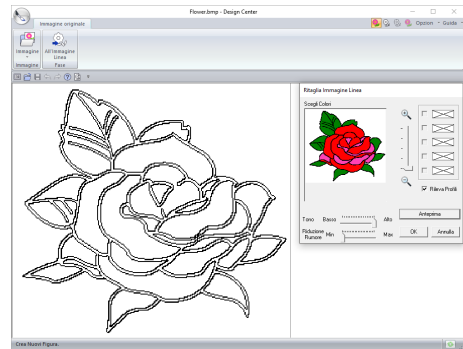 Flower.bmp - Design Center
Immagine originale
Opzioni Guida
Immagine
All'Immagine Linea
Immagine
Fase
Ritaglia Immagine Linea
Scegli Colori
Rileva Profili
Anteprima
Tono Basso Alto
Riduzione Rumore Min Max
OK Annulla
Crea Nuovi Figura.